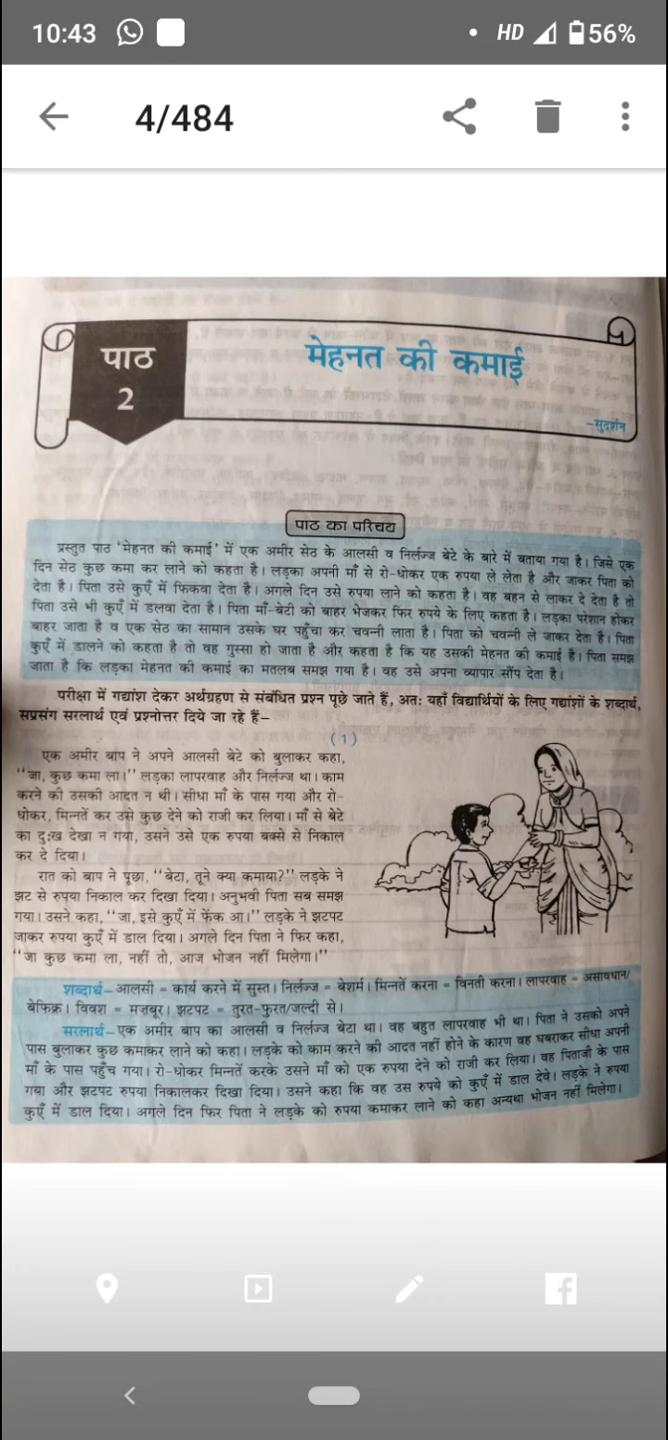 10:43
HD
56%
4/484
पाठ
2
मेहनत की कमाई
–सुदर्शन
पाठ का परिचय
प्रस्तुत पाठ ‘मेहनत की कमाई’ में एक अमीर सेठ के आलसी व निर्लज्ज बेटे के बारे में बताया गया है। जिसे एक
दिन सेठ कुछ कमा कर लाने को कहता है। लड़का अपनी माँ से रो-धोकर एक रुपया ले लेता है और जाकर पिता को
देता है। पिता उसे कुएँ में फिकवा देता है। अगले दिन उसे रुपया लाने को कहता है। वह बहन से लाकर दे देता है तो
पिता उसे भी कुएँ में डलवा देता है। पिता माँ-बेटी को बाहर भेजकर फिर रुपये के लिए कहता है। लड़का परेशान होकर
बाहर जाता है व एक सेठ का सामान उसके घर पहुँचा कर चवन्नी लाता है। पिता को चवन्नी ले जाकर देता है। पिता
कुएँ में डालने को कहता है तो वह गुस्सा हो जाता है और कहता है कि यह उसकी मेहनत की कमाई है। पिता समझ
जाता है कि लड़का मेहनत की कमाई का मतलब समझ गया है। वह उसे अपना व्यापार सौंप देता है।
परीक्षा में गद्यांश देकर अर्थग्रहण से संबंधित प्रश्न पूछे जाते हैं, अतः यहाँ विद्यार्थियों के लिए गद्यांशों के शब्दार्थ,
सप्रसंग सरलार्थ एवं प्रश्नोत्तर दिये जा रहे हैं–
(1)
एक अमीर बाप ने अपने आलसी बेटे को बुलाकर कहा,
“जा, कुछ कमा ला।” लड़का लापरवाह और निर्लज्ज था। काम
करने की उसकी आदत न थी। सीधा माँ के पास गया और रो-
धोकर, मिन्नतें कर उसे कुछ देने को राजी कर लिया। माँ से बेटे
का दुःख देखा न गया, उसने उसे एक रुपया बक्से से निकाल
कर दे दिया।
रात को बाप ने पूछा, “बेटा, तूने क्या कमाया?” लड़के ने
झट से रुपया निकाल कर दिखा दिया। अनुभवी पिता सब समझ
गया। उसने कहा, “जा, इसे कुएँ में फेंक आ।” लड़के ने झटपट
जाकर रुपया कुएँ में डाल दिया। अगले दिन पिता ने फिर कहा,
“जा कुछ कमा ला, नहीं तो, आज भोजन नहीं मिलेगा।”
शब्दार्थ–आलसी = कार्य करने में सुस्त। निर्लज्ज = बेशर्म। मिन्नतें करना = विनती करना। लापरवाह = असावधान/
बेफिक्र। विवश = मजबूर। झटपट = तुरत-फुरत/जल्दी से।
सरलार्थ–एक अमीर बाप का आलसी व निर्लज्ज बेटा था। वह बहुत लापरवाह भी था। पिता ने उसको अपने
पास बुलाकर कुछ कमाकर लाने को कहा। लड़के को काम करने की आदत नहीं होने के कारण वह घबराकर सीधा अपनी
माँ के पास पहुँच गया। रो-धोकर मिन्नतें करके उसने माँ को एक रुपया देने को राजी कर लिया। वह पिताजी के पास
गया और झटपट रुपया निकालकर दिखा दिया। उसने कहा कि वह उस रुपये को कुएँ में डाल देवे। लड़के ने रुपया
कुएँ में डाल दिया। अगले दिन फिर पिता ने लड़के को रुपया कमाकर लाने को कहा अन्यथा भोजन नहीं मिलेगा।